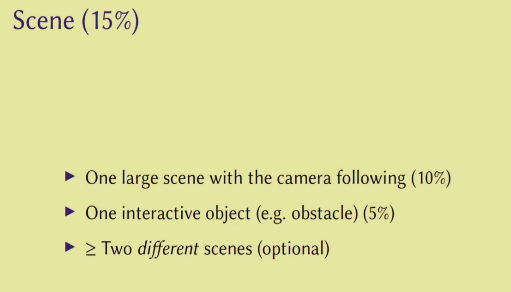 Scene (15%)
▶ One large scene with the camera following (10%)
▶ One interactive object (e.g. obstacle) (5%)
▶ ≥ Two different scenes (optional)